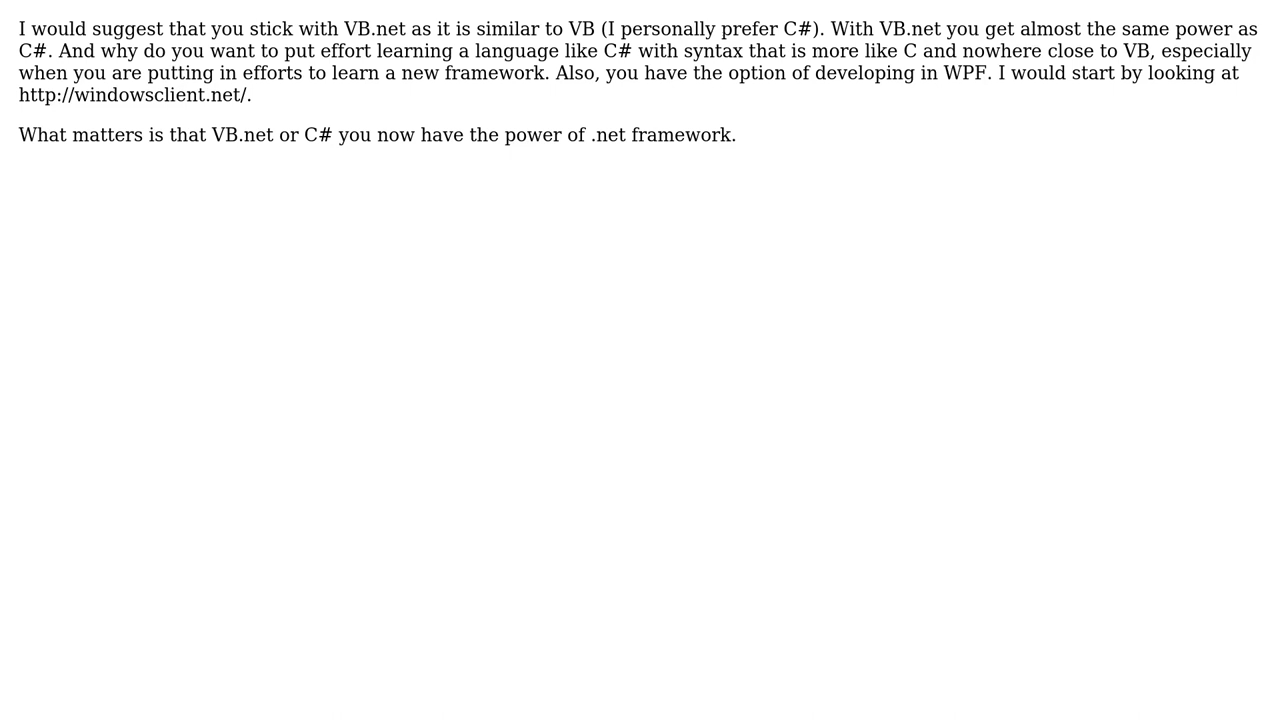 I would suggest that you stick with VB.net as it is similar to VB (I personally prefer C#). With VB.net you get almost the same power as
C#. And why do you want to put effort learning a language like C# with syntax that is more like C and nowhere close to VB, especially
when you are putting in efforts to learn a new framework. Also, you have the option of developing in WPF. I would start by looking at
http://windowsclient.net/.
What matters is that VB.net or C# you now have the power of .net framework.